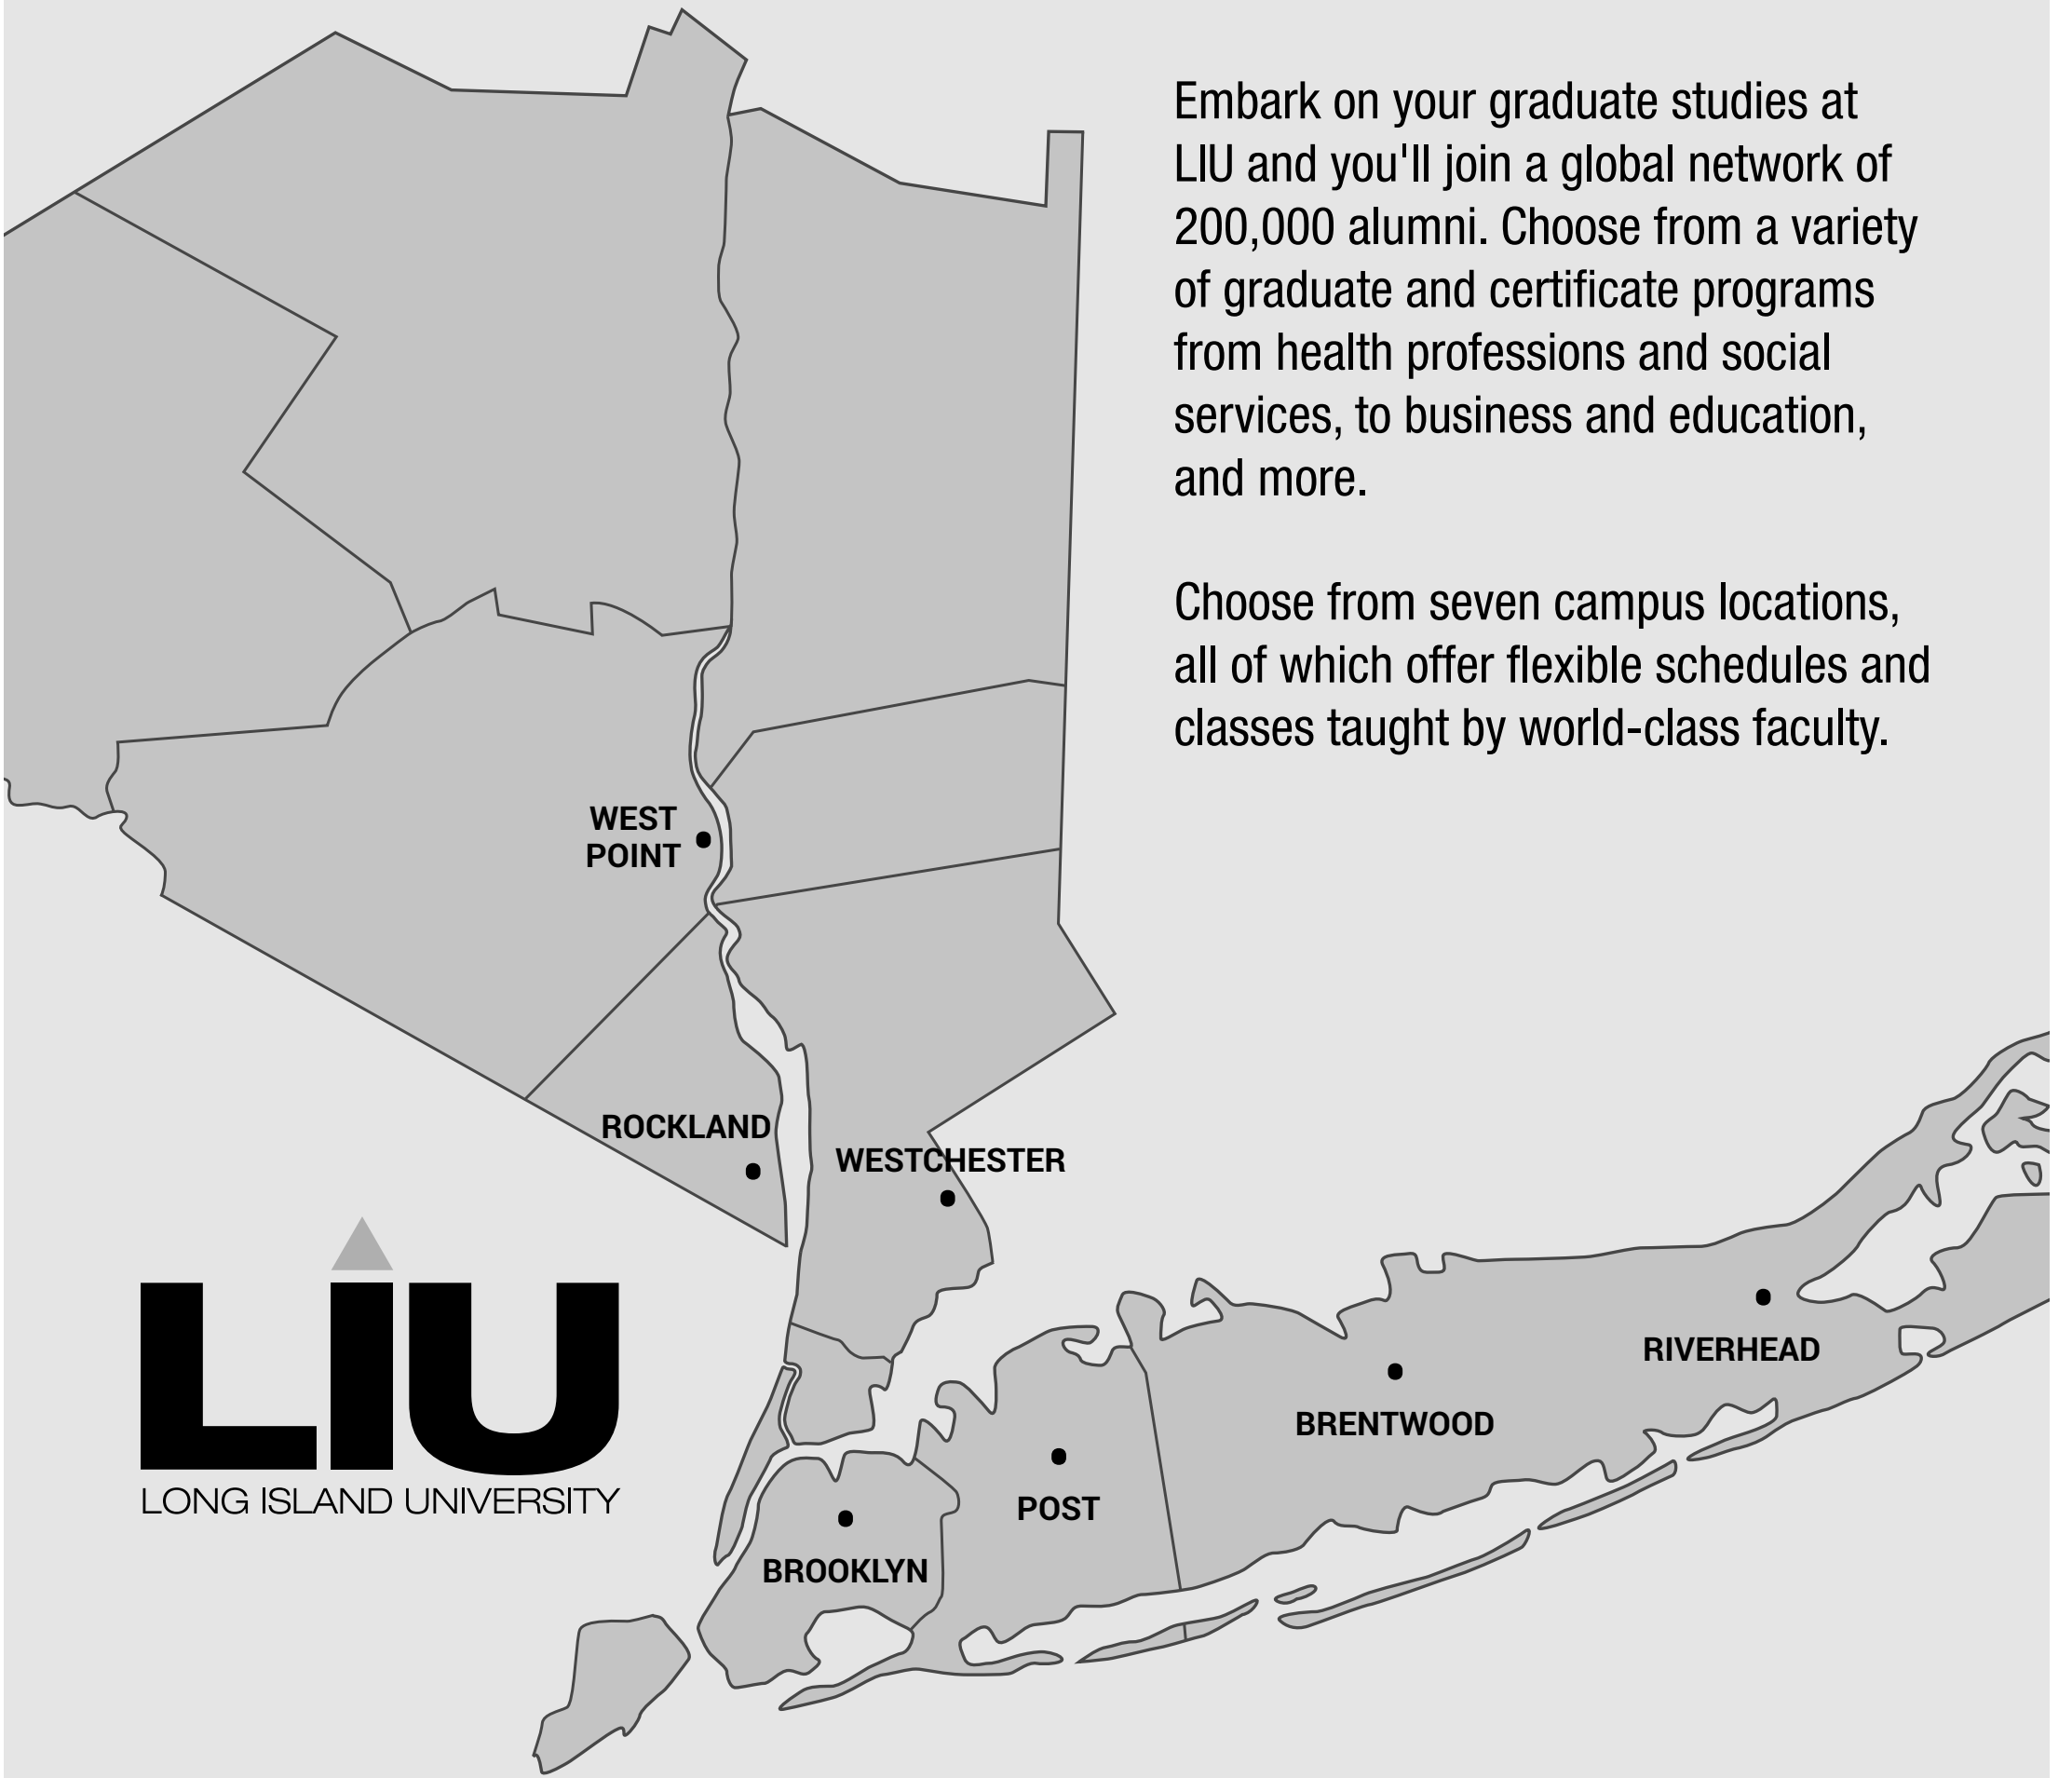 Embark on your graduate studies at
LIU and you'll join a global network of
200,000 alumni. Choose from a variety
of graduate and certificate programs
from health professions and social
services, to business and education,
and more.
Choose from seven campus locations,
all of which offer flexible schedules and
classes taught by world-class faculty.
WEST
POINT
ROCKLAND
WESTCHESTER
RIVERHEAD
BRENTWOOD
POST
BROOKLYN
LIU
LONG ISLAND UNIVERSITY